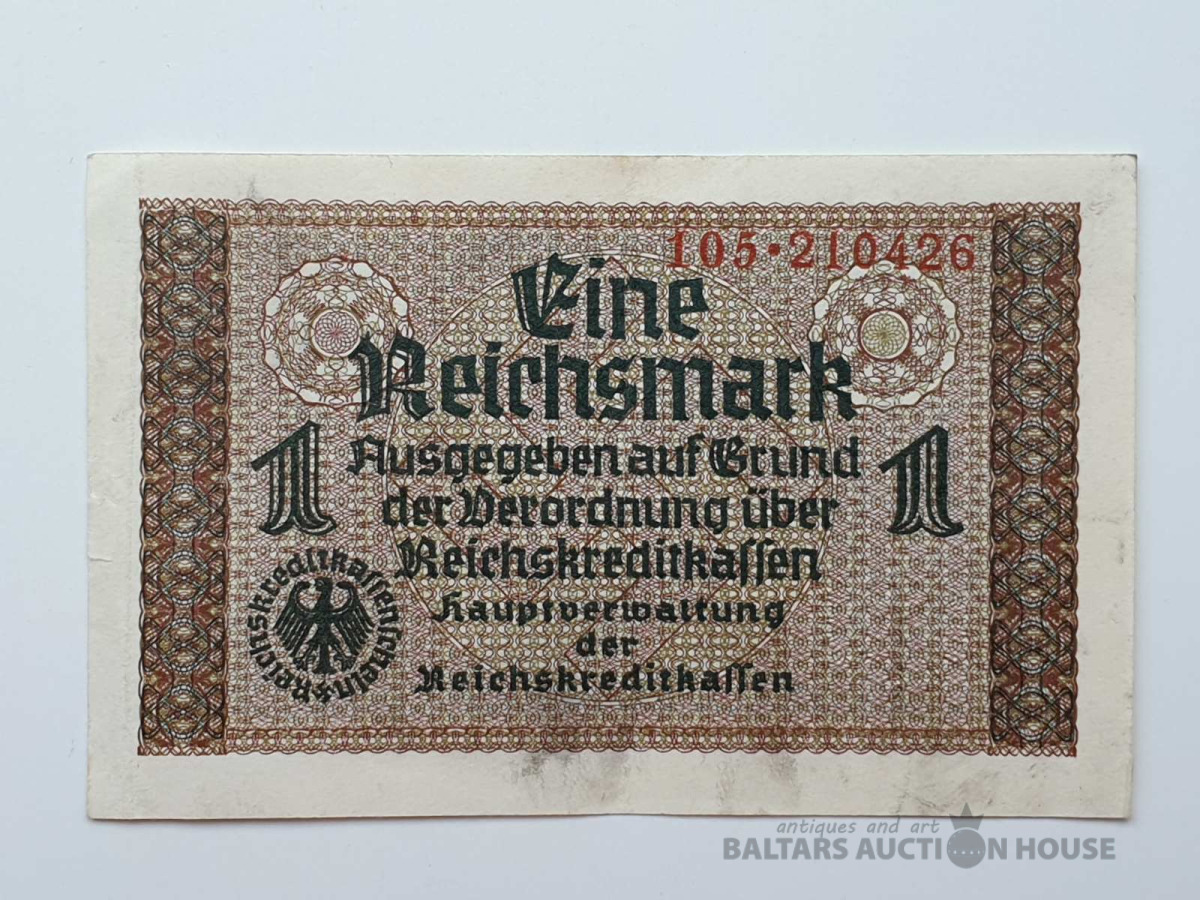 105·210426
Eine
Reichsmark
1 Ausgegeben auf Grund 1
der Verordnung über
Reichskreditkassen
Hauptverwaltung
der
Reichskreditkassen
Reichskreditkassenschein
antiques and art
BALTARS AUCTION HOUSE